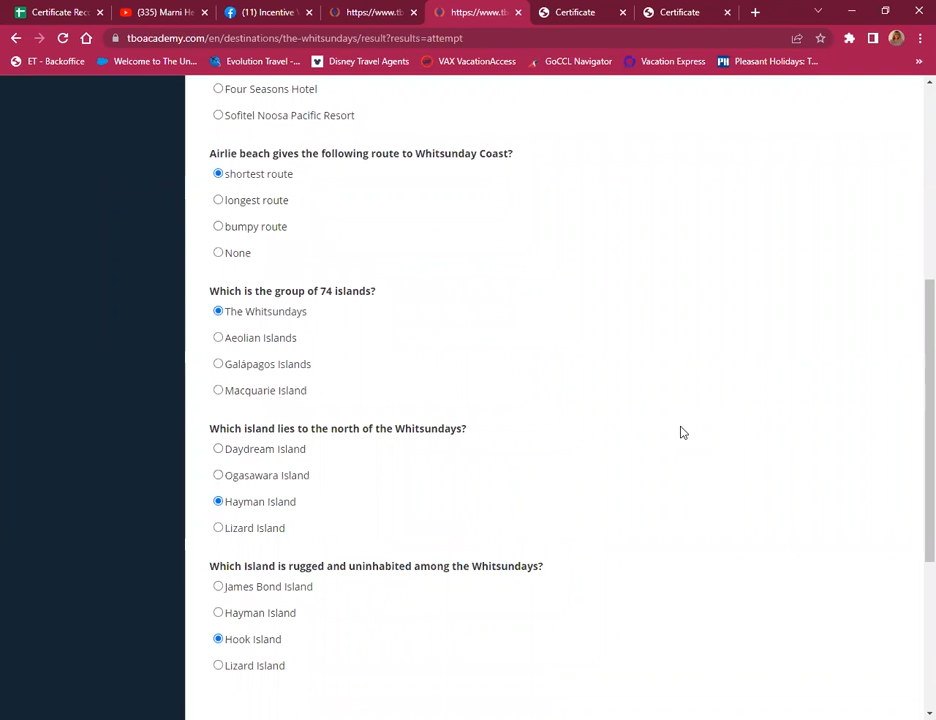 Certificate Rec
(335) Marni He
(11) Incentive V
https://www.tb
https://www.tb
Certificate
Certificate
tboacademy.com/en/destinations/the-whitsundays/result?results=attempt
ET - Backoffice
Welcome to The Un...
Evolution Travel -...
Disney Travel Agents
VAX VacationAccess
GoCCL Navigator
Vacation Express
Pleasant Holidays: T...
Four Seasons Hotel
Sofitel Noosa Pacific Resort
Airlie beach gives the following route to Whitsunday Coast?
shortest route
longest route
bumpy route
None
Which is the group of 74 islands?
The Whitsundays
Aeolian Islands
Galápagos Islands
Macquarie Island
Which island lies to the north of the Whitsundays?
Daydream Island
Ogasawara Island
Hayman Island
Lizard Island
Which Island is rugged and uninhabited among the Whitsundays?
James Bond Island
Hayman Island
Hook Island
Lizard Island